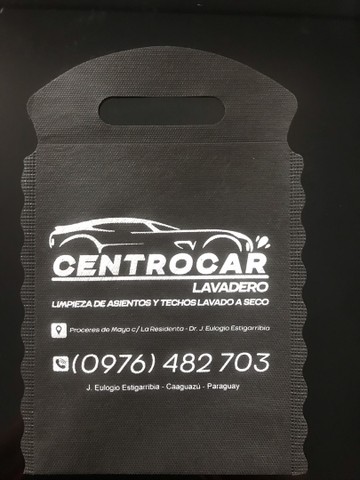 CENTROCAR
LAVADERO
LIMPIEZA DE ASIENTOS Y TECHOS LAVADO A SECO
Proceres de Mayo c/ La Residenta - Dr. J. Eulogio Estigarribia
(0976) 482 703
J. Eulogio Estigarribia - Caaguazú - Paraguay